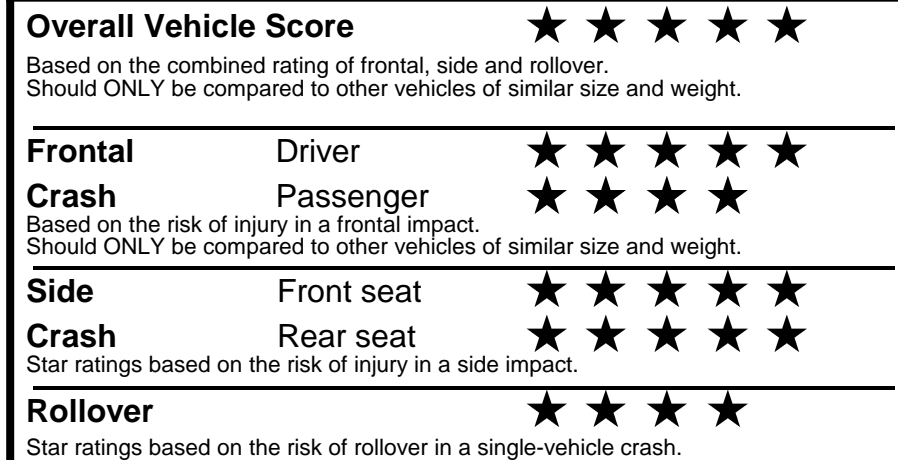 Overall Vehicle Score ★ ★ ★ ★ ★
Based on the combined rating of frontal, side and rollover.
Should ONLY be compared to other vehicles of similar size and weight.
Frontal Driver ★ ★ ★ ★ ★
Crash Passenger ★ ★ ★ ★
Based on the risk of injury in a frontal impact.
Should ONLY be compared to other vehicles of similar size and weight.
Side Front seat ★ ★ ★ ★ ★
Crash Rear seat ★ ★ ★ ★ ★
Star ratings based on the risk of injury in a side impact.
Rollover ★ ★ ★ ★
Star ratings based on the risk of rollover in a single-vehicle crash.